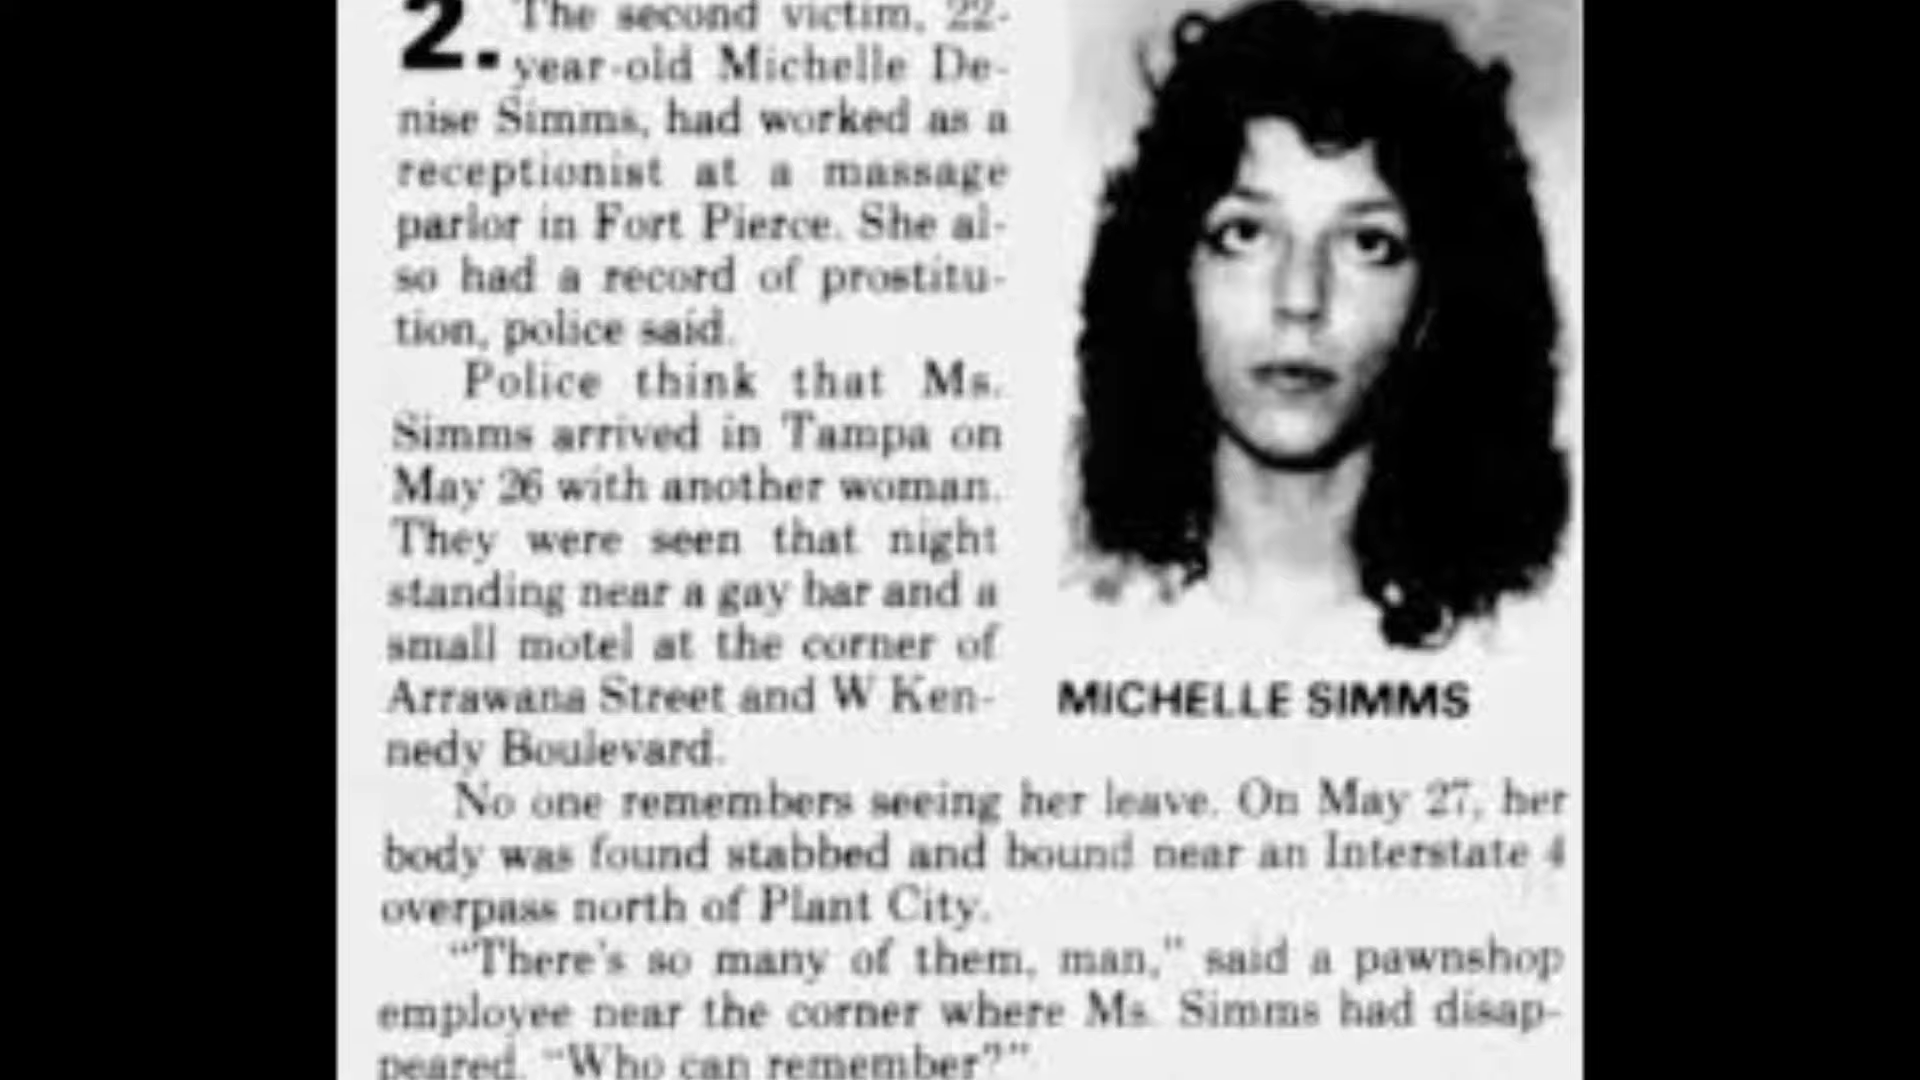 2. The second victim, 22-
year-old Michelle De-
nise Simms, had worked as a
receptionist at a massage
parlor in Fort Pierce. She al-
so had a record of prostitu-
tion, police said.
Police think that Ms.
Simms arrived in Tampa on
May 26 with another woman.
They were seen that night
standing near a gay bar and a
small motel at the corner of
Arrawana Street and W Ken-
nedy Boulevard.
MICHELLE SIMMS
No one remembers seeing her leave. On May 27, her
body was found stabbed and bound near an Interstate 4
overpass north of Plant City.
"There's so many of them, man," said a pawnshop
employee near the corner where Ms. Simms had disap-
peared. "Who can remember?"